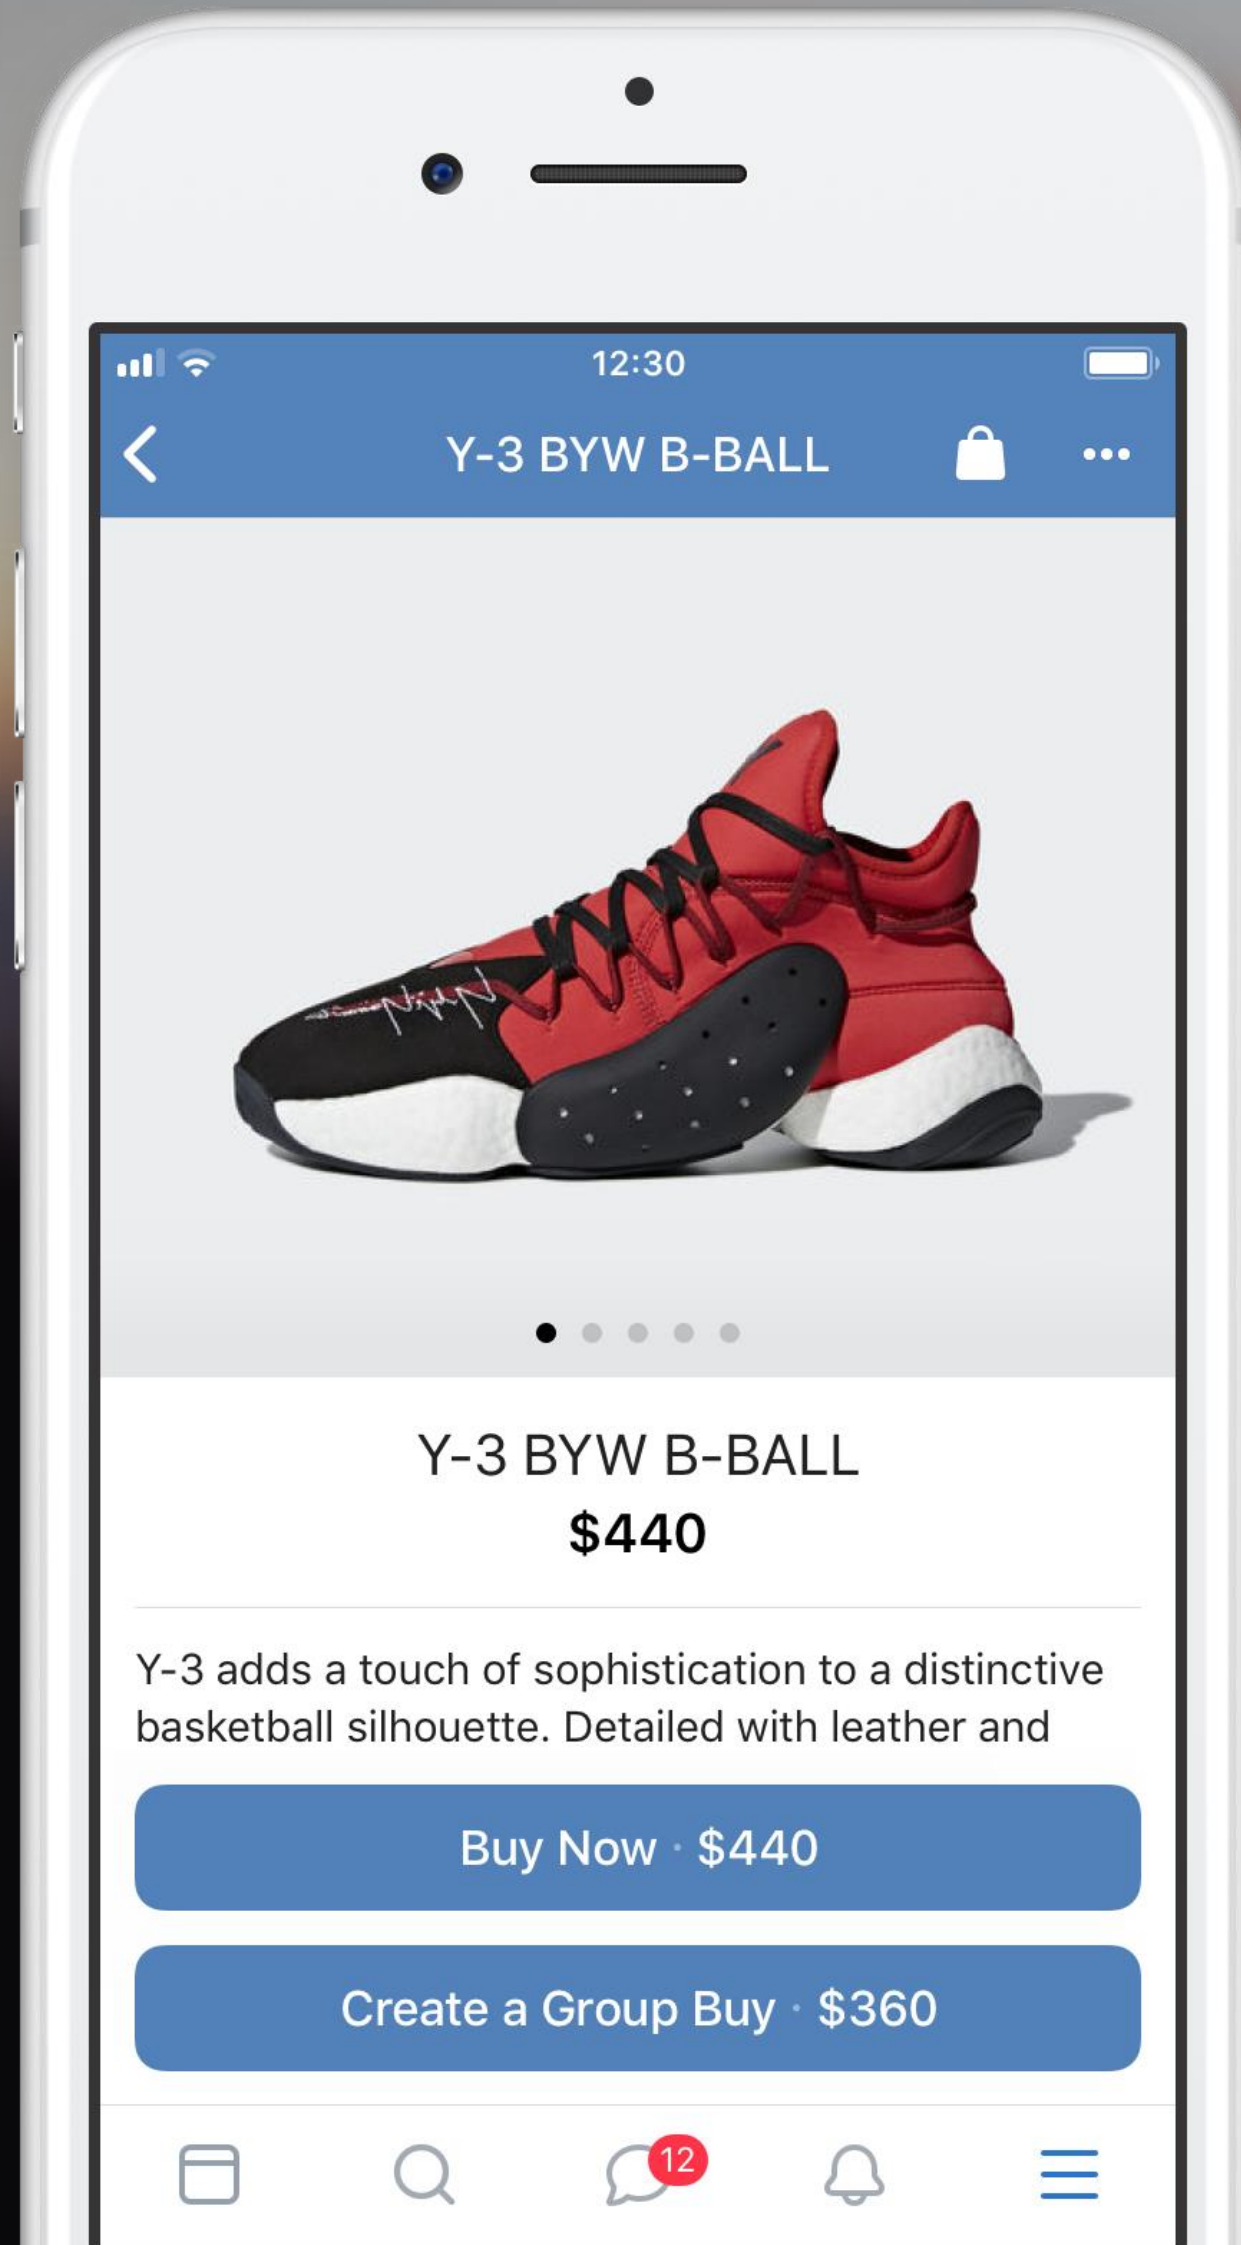 12:30
Y-3 BYW B-BALL
Y-3 BYW B-BALL
$440
Y-3 adds a touch of sophistication to a distinctive
basketball silhouette. Detailed with leather and
Buy Now · $440
Create a Group Buy · $360
12